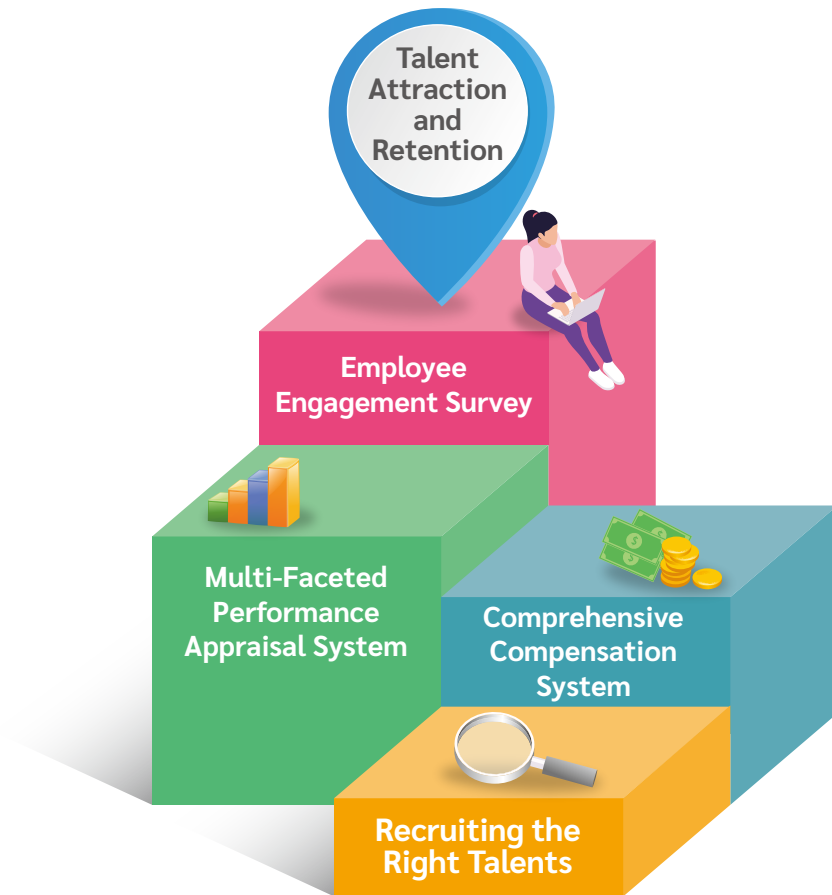 Talent
Attraction
and
Retention
Employee
Engagement Survey
Multi-Faceted
Performance
Appraisal System
Comprehensive
Compensation
System
Recruiting the
Right Talents